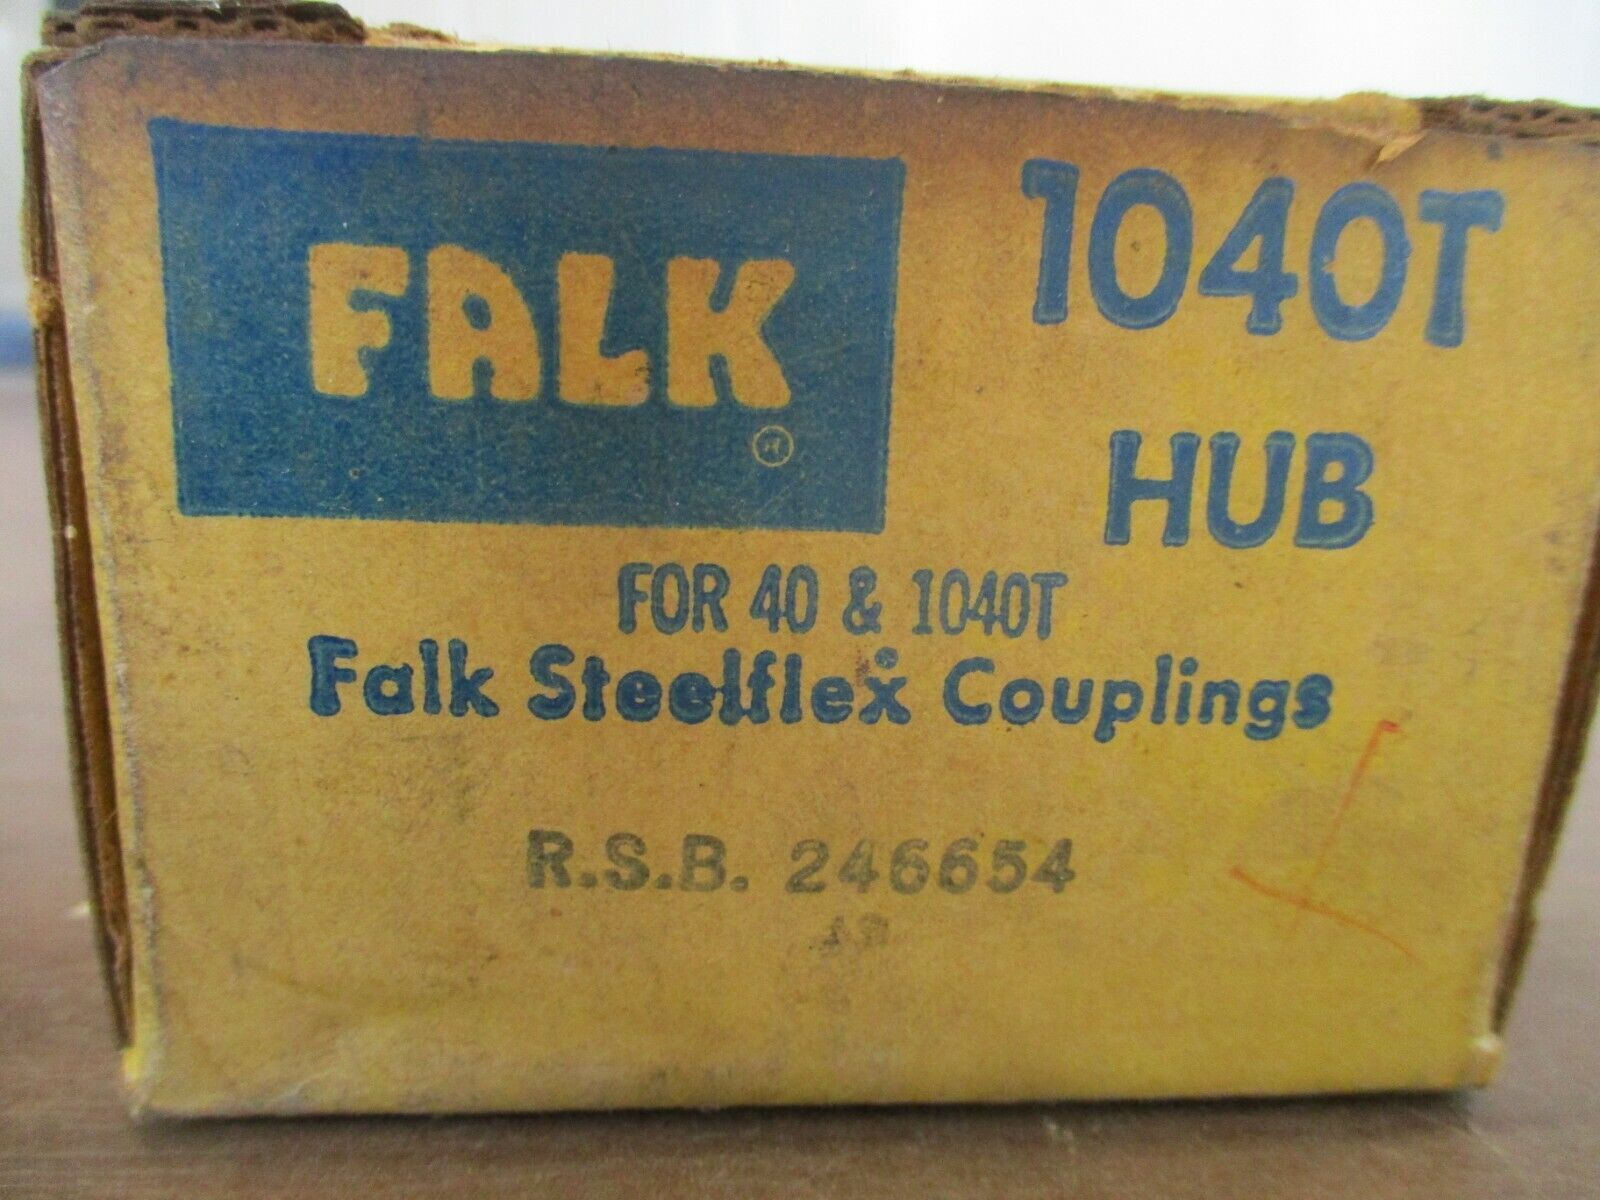 FALK
®
1040T
HUB
FOR 40 & 1040T
Falk Steelflex® Couplings
R.S.B. 246654